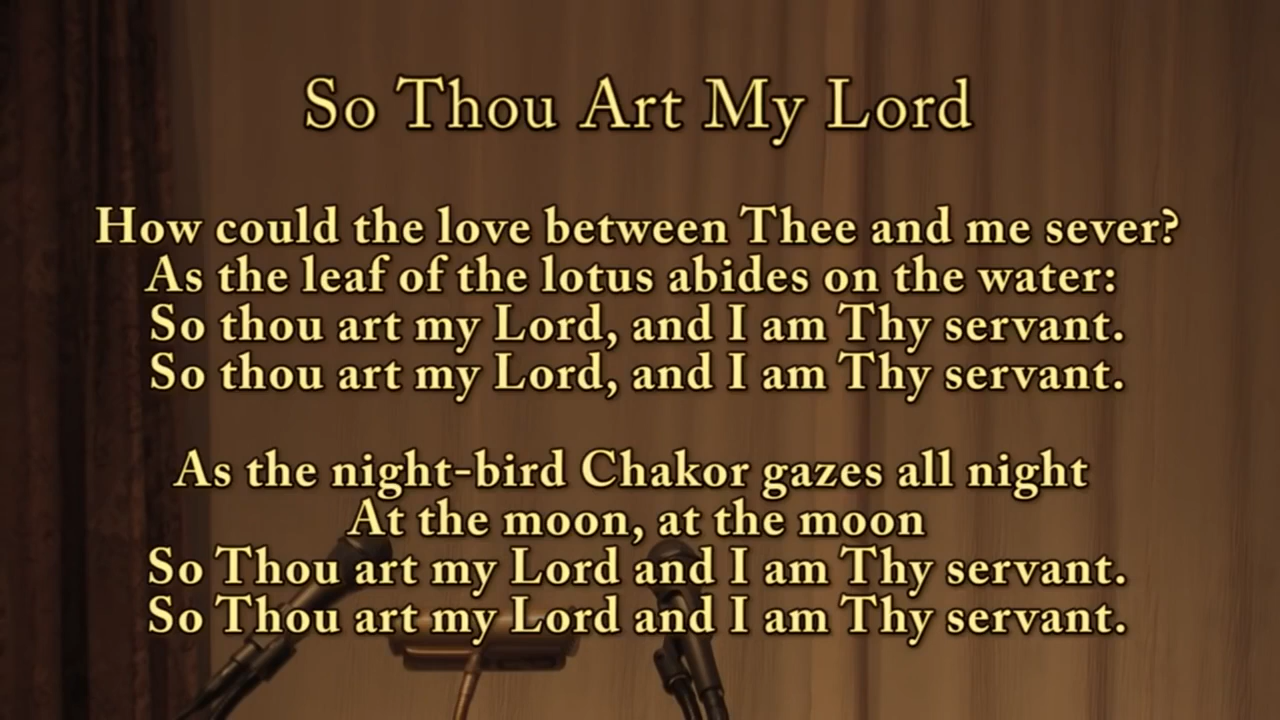 So Thou Art My Lord
How could the love between Thee and me sever?
As the leaf of the lotus abides on the water:
So thou art my Lord, and I am Thy servant.
So thou art my Lord, and I am Thy servant.
As the night-bird Chakor gazes all night
At the moon, at the moon
So Thou art my Lord and I am Thy servant.
So Thou art my Lord and I am Thy servant.